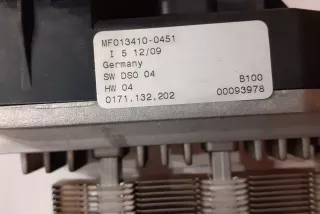 MF013410-0451
I 5 12/09
Germany
SW DSO 04 B100
HW 04 00093978
0171.132.202